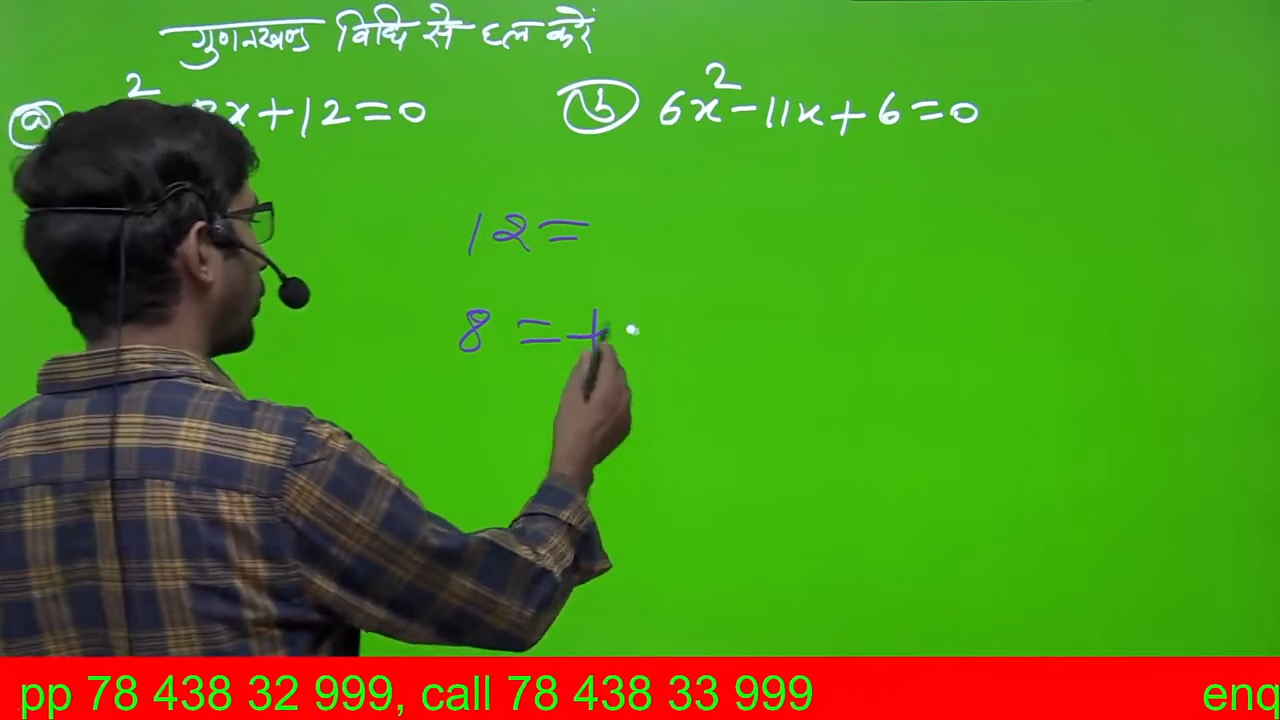 गुणनखण्ड विधि से हल करें
ⓐ ² x+12=0
ⓑ 6x²-11x+6=0
12=
8 = +
pp 78 438 32 999, call 78 438 33 999 enq